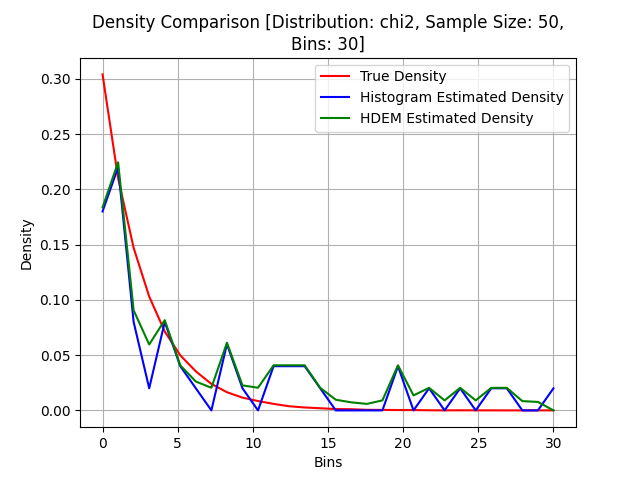 Density Comparison [Distribution: chi2, Sample Size: 50,
Bins: 30]
True Density
Histogram Estimated Density
HDEM Estimated Density
Density
0.30
0.25
0.20
0.15
0.10
0.05
0.00
0 5 10 15 20 25 30
Bins